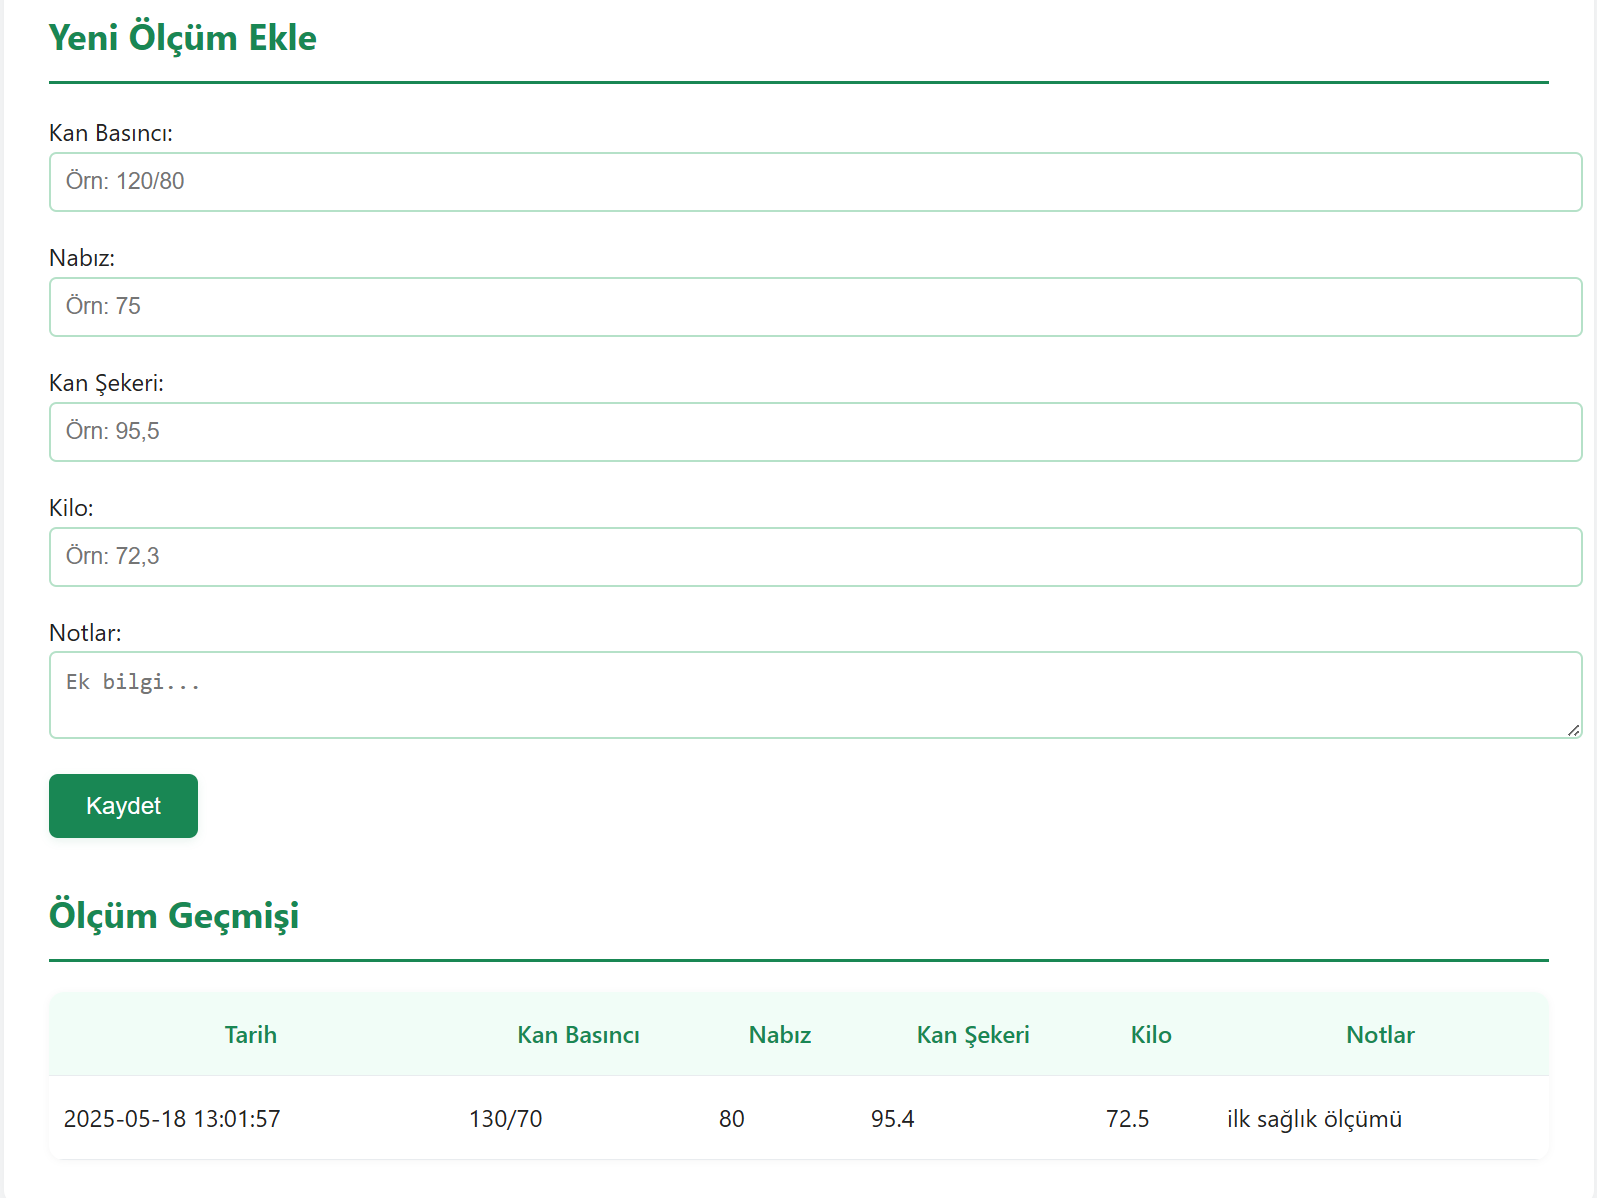 Yeni Ölçüm Ekle
Kan Basıncı:
Örn: 120/80
Nabız:
Örn: 75
Kan Şekeri:
Örn: 95,5
Kilo:
Örn: 72,3
Notlar:
Ek bilgi...
Kaydet
Ölçüm Geçmişi
Tarih Kan Basıncı Nabız Kan Şekeri Kilo Notlar
2025-05-18 13:01:57 130/70 80 95.4 72.5 ilk sağlık ölçümü